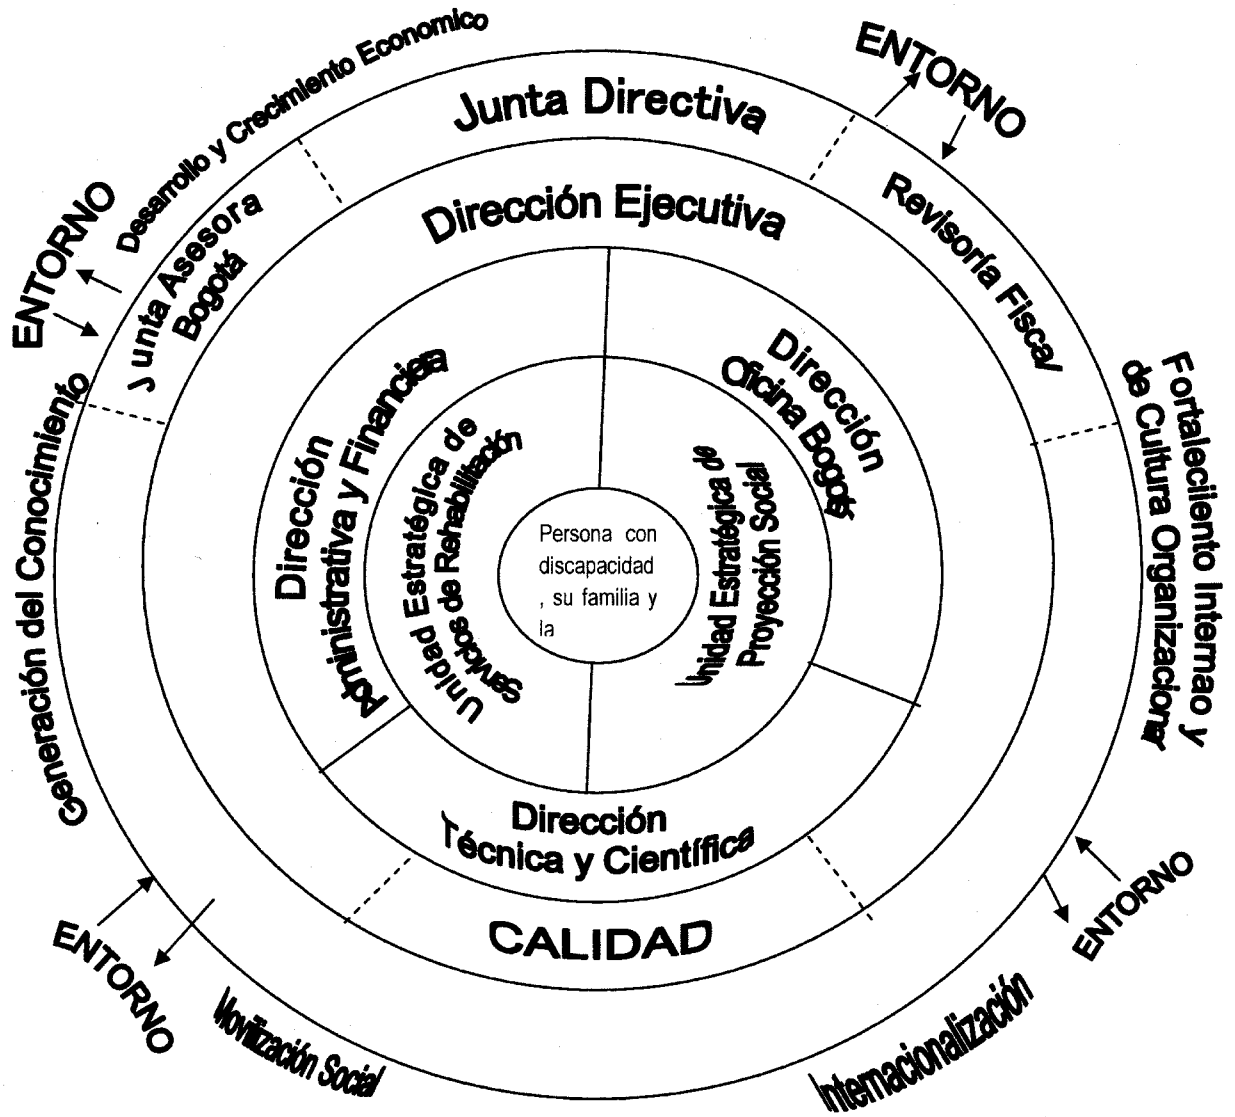 Desarrollo y Crecimiento Economico
ENTORNO
ENTORNO
Junta Directiva
Junta Asesora
Bogotá
Revisoría Fiscal
Dirección Ejecutiva
Dirección
Administrativa y Financiera
Dirección
Oficina Bogotá
Unidad Estratégica de
Servicios de Rehabilitación
Unidad Estratégica de
Proyección Social
Persona con
discapacidad
, su familia y
la
Generación del Conocimiento
Fortaleciiento Internao y
de Cultura Organizacional
Dirección
Técnica y Científica
CALIDAD
ENTORNO
ENTORNO
Movilización Social
Internacionalización